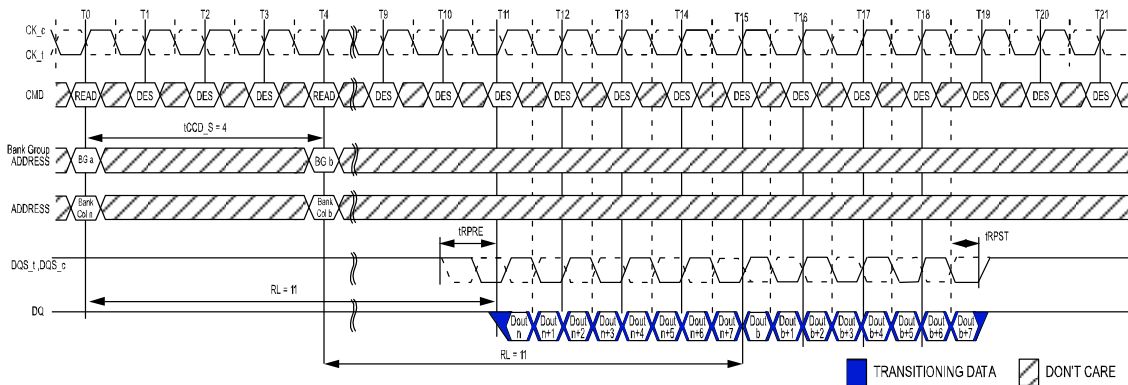 T0 T1 T2 T3 T4 T9 T10 T11 T12 T13 T14 T15 T16 T17 T18 T19 T20 T21
CK_c
CK_t
CMD READ DES DES DES READ DES DES DES DES DES DES DES DES DES DES DES DES DES
tCCD_S = 4
Bank Group
ADDRESS BG a BG b
ADDRESS Bank Col n Bank Col b
tRPRE tRPST
DQS_t ,DQS_c
RL = 11
DQ Dout n Dout n+1 Dout n+2 Dout n+3 Dout n+4 Dout n+5 Dout n+6 Dout n+7 Dout b Dout b+1 Dout b+2 Dout b+3 Dout b+4 Dout b+5 Dout b+6 Dout b+7
RL = 11
TRANSITIONING DATA DON'T CARE